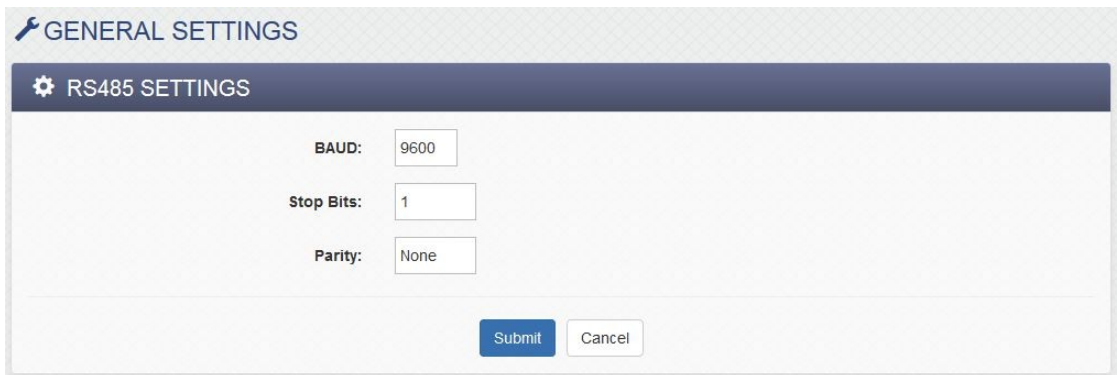 GENERAL SETTINGS
RS485 SETTINGS
BAUD: 9600
Stop Bits: 1
Parity: None
Submit Cancel